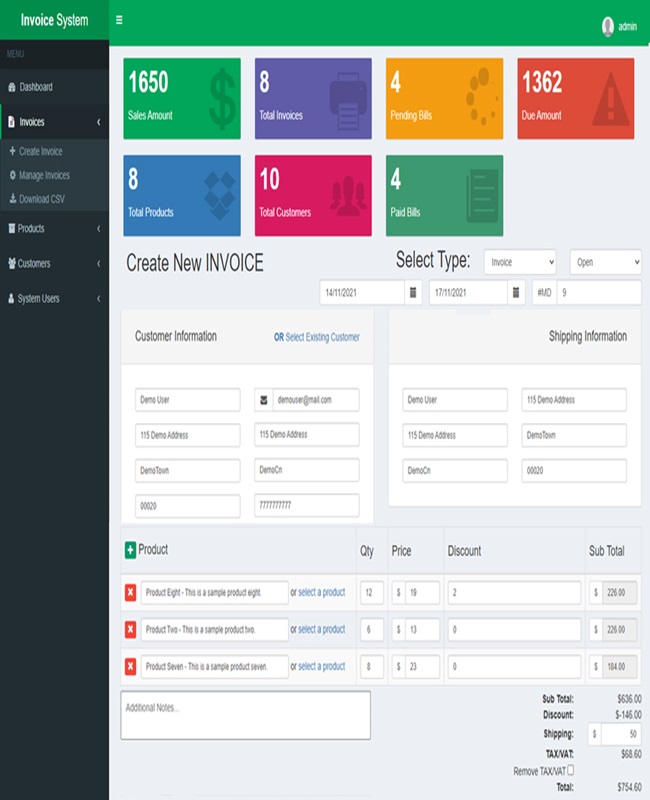 Invoice System
admin
MENU
Dashboard
Invoices
Create Invoice
Manage Invoices
Download CSV
Products
Customers
System Users
1650
Sales Amount
8
Total Invoices
4
Pending Bills
1362
Due Amount
8
Total Products
10
Total Customers
4
Paid Bills
Create New INVOICE
Select Type: Invoice Open
14/11/2021 17/11/2021 #MD 9
Customer Information OR Select Existing Customer
Demo User demouser@mail.com
115 Demo Address 115 Demo Address
DemoTown DemoCn
00020 7777777777
Shipping Information
Demo User 115 Demo Address
115 Demo Address DemoTown
DemoCn 00020
Product Qty Price Discount Sub Total
Product Eight - This is a sample product eight. or select a product 12 $ 19 2 $ 226.00
Product Two - This is a sample product two. or select a product 6 $ 13 0 $ 226.00
Product Seven - This is a sample product seven. or select a product 8 $ 23 0 $ 184.00
Additional Notes...
Sub Total: $636.00
Discount: $-146.00
Shipping: $ 50
TAX/VAT: $68.60
Remove TAX/VAT
Total: $754.60